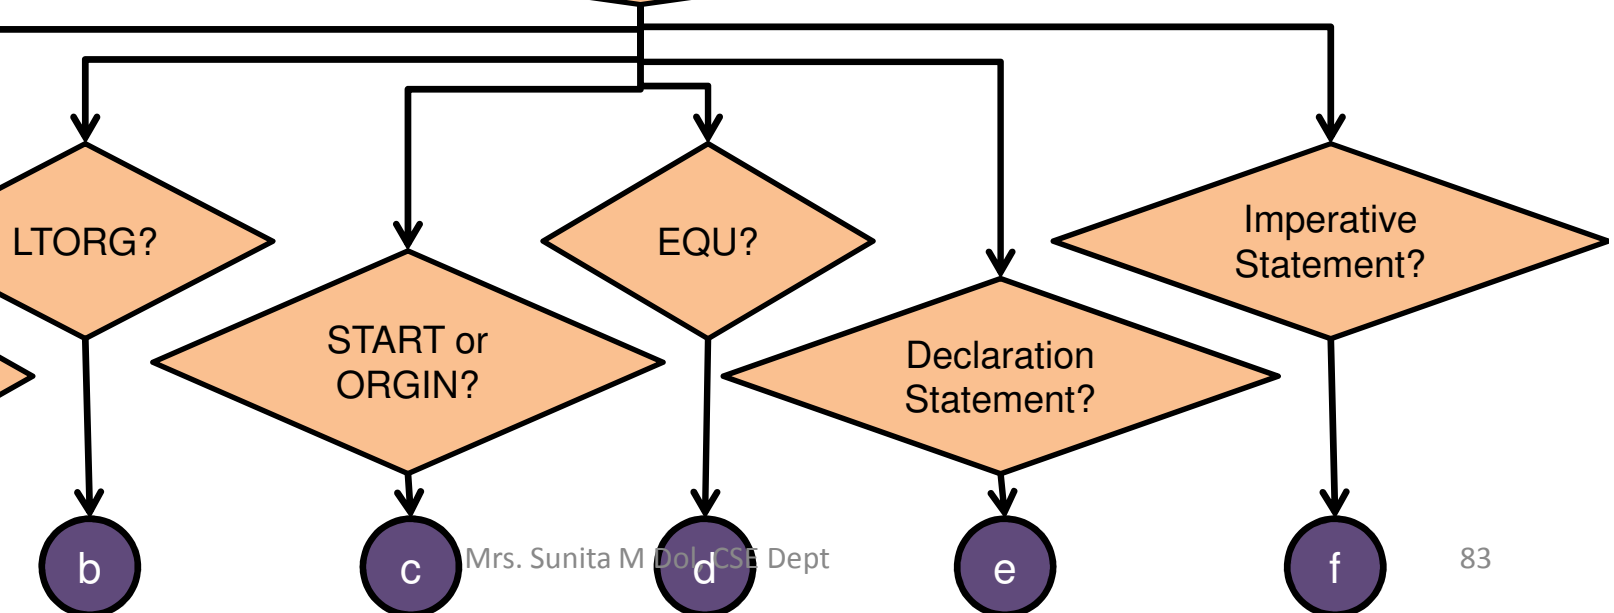 LTORG?
EQU?
Imperative
Statement?
START or
ORGIN?
Declaration
Statement?
b
c
d
e
f
Mrs. Sunita M Dol, CSE Dept
83